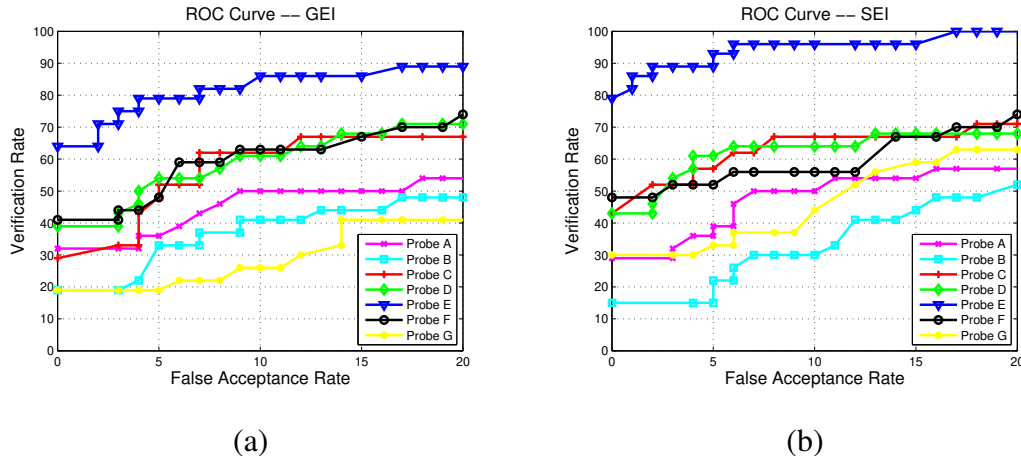 ROC Curve −− GEI
100
90
80
70
60
50
40
30
20
10
0
Verification Rate
0 5 10 15 20
False Acceptance Rate
Probe A
Probe B
Probe C
Probe D
Probe E
Probe F
Probe G
(a)
ROC Curve −− SEI
100
90
80
70
60
50
40
30
20
10
0
Verification Rate
0 5 10 15 20
False Acceptance Rate
Probe A
Probe B
Probe C
Probe D
Probe E
Probe F
Probe G
(b)